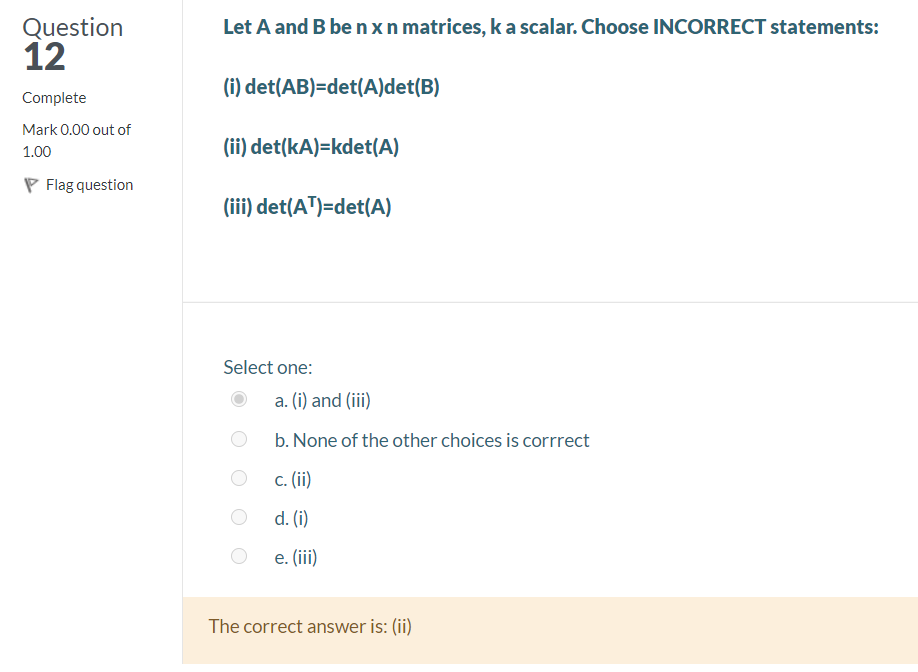 Question
12
Complete
Mark 0.00 out of
1.00
Flag question
Let A and B be n x n matrices, k a scalar. Choose INCORRECT statements:
(i) det(AB)=det(A)det(B)
(ii) det(kA)=kdet(A)
(iii) det(Aᵀ)=det(A)
Select one:
a. (i) and (iii)
b. None of the other choices is corrrect
c. (ii)
d. (i)
e. (iii)
The correct answer is: (ii)